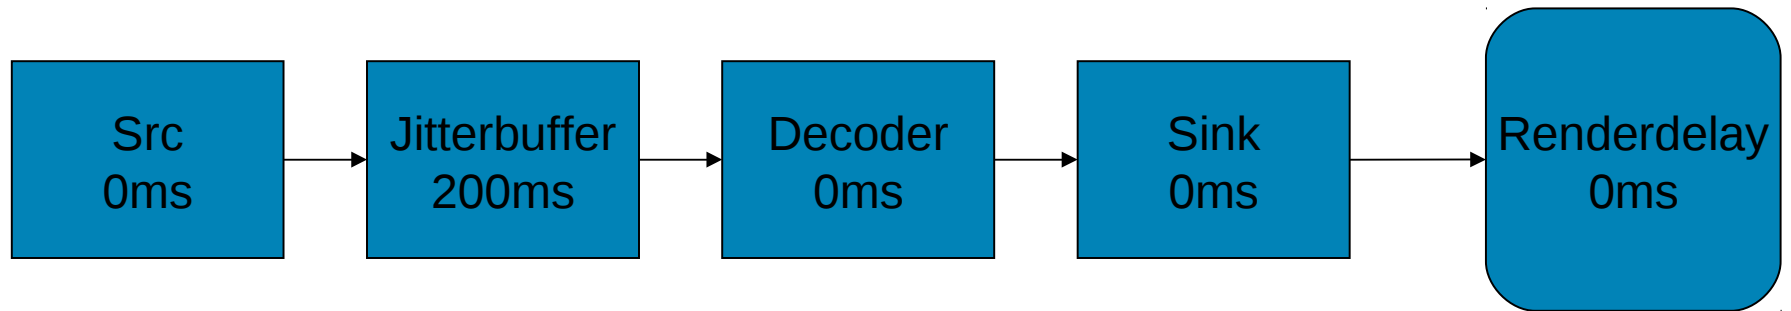 Src
0ms
Jitterbuffer
200ms
Decoder
0ms
Sink
0ms
Renderdelay
0ms